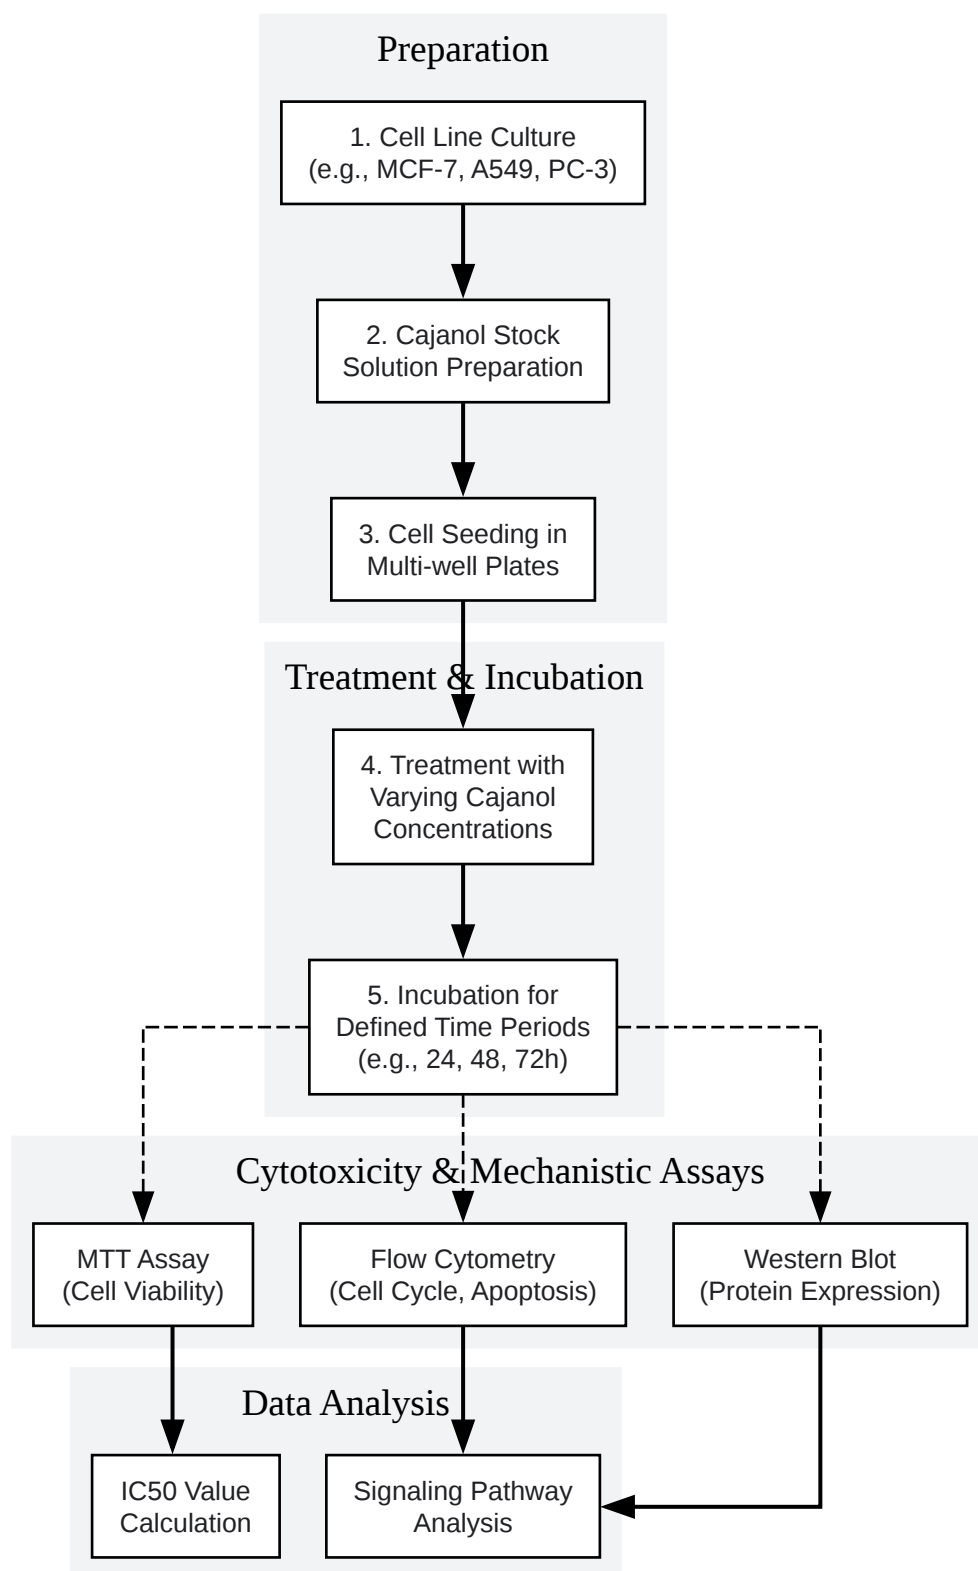 Preparation
1. Cell Line Culture
(e.g., MCF-7, A549, PC-3)
2. Cajanol Stock
Solution Preparation
3. Cell Seeding in
Multi-well Plates
Treatment & Incubation
4. Treatment with
Varying Cajanol
Concentrations
5. Incubation for
Defined Time Periods
(e.g., 24, 48, 72h)
Cytotoxicity & Mechanistic Assays
MTT Assay
(Cell Viability)
Flow Cytometry
(Cell Cycle, Apoptosis)
Western Blot
(Protein Expression)
Data Analysis
IC50 Value
Calculation
Signaling Pathway
Analysis